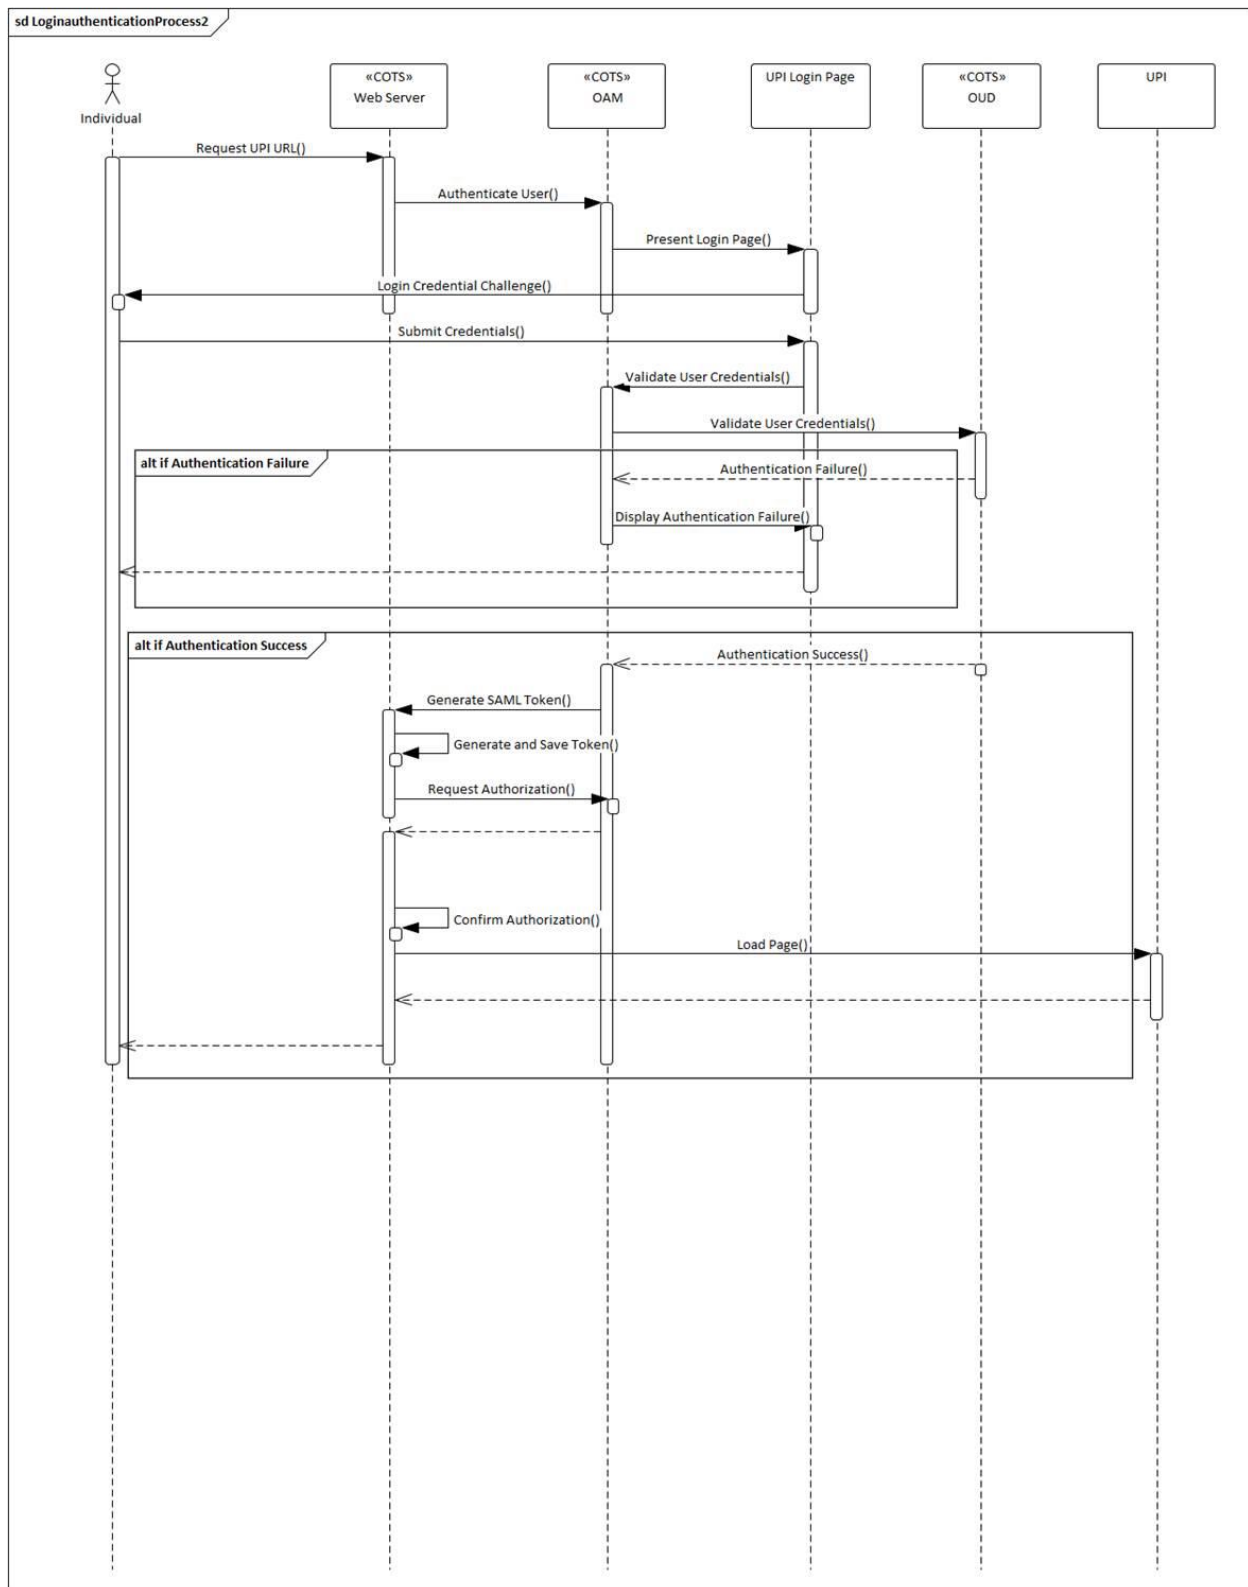 sd LoginauthenticationProcess2
Individual
«COTS»
Web Server
«COTS»
OAM
UPI Login Page
«COTS»
OUD
UPI
Request UPI URL()
Authenticate User()
Present Login Page()
Login Credential Challenge()
Submit Credentials()
Validate User Credentials()
Validate User Credentials()
alt if Authentication Failure
Authentication Failure()
Display Authentication Failure()
alt if Authentication Success
Authentication Success()
Generate SAML Token()
Generate and Save Token()
Request Authorization()
Confirm Authorization()
Load Page()